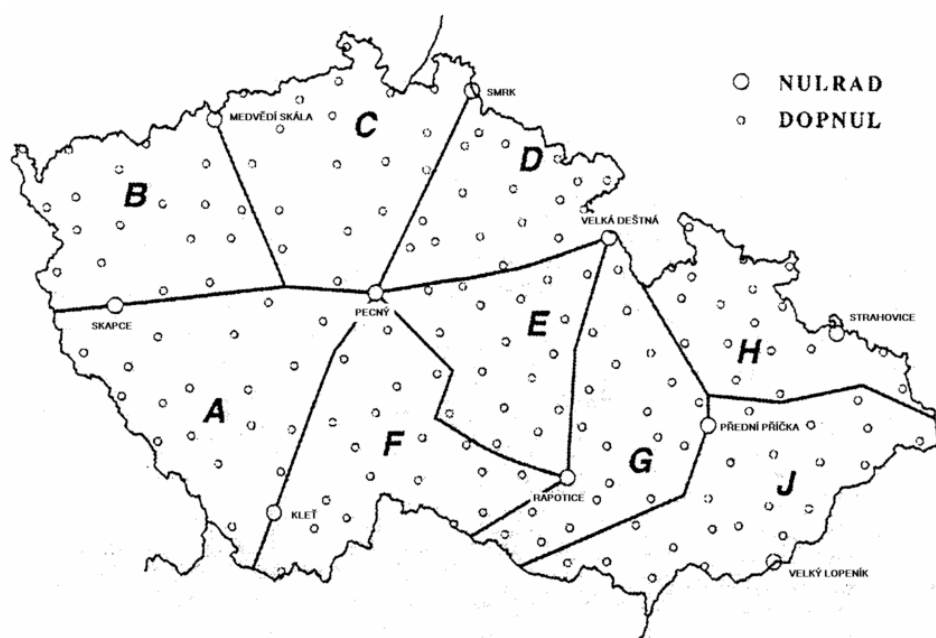 NULRAD
DOPNUL
SMRK
MEDVĚDÍ SKÁLA
C
D
B
VELKÁ DEŠTNÁ
SKAPCE
PECNÝ
E
STRAHOVICE
H
A
F
PŘEDNÍ PŘÍČKA
G
J
RAPOTICE
KLEŤ
VELKÝ LOPENÍK